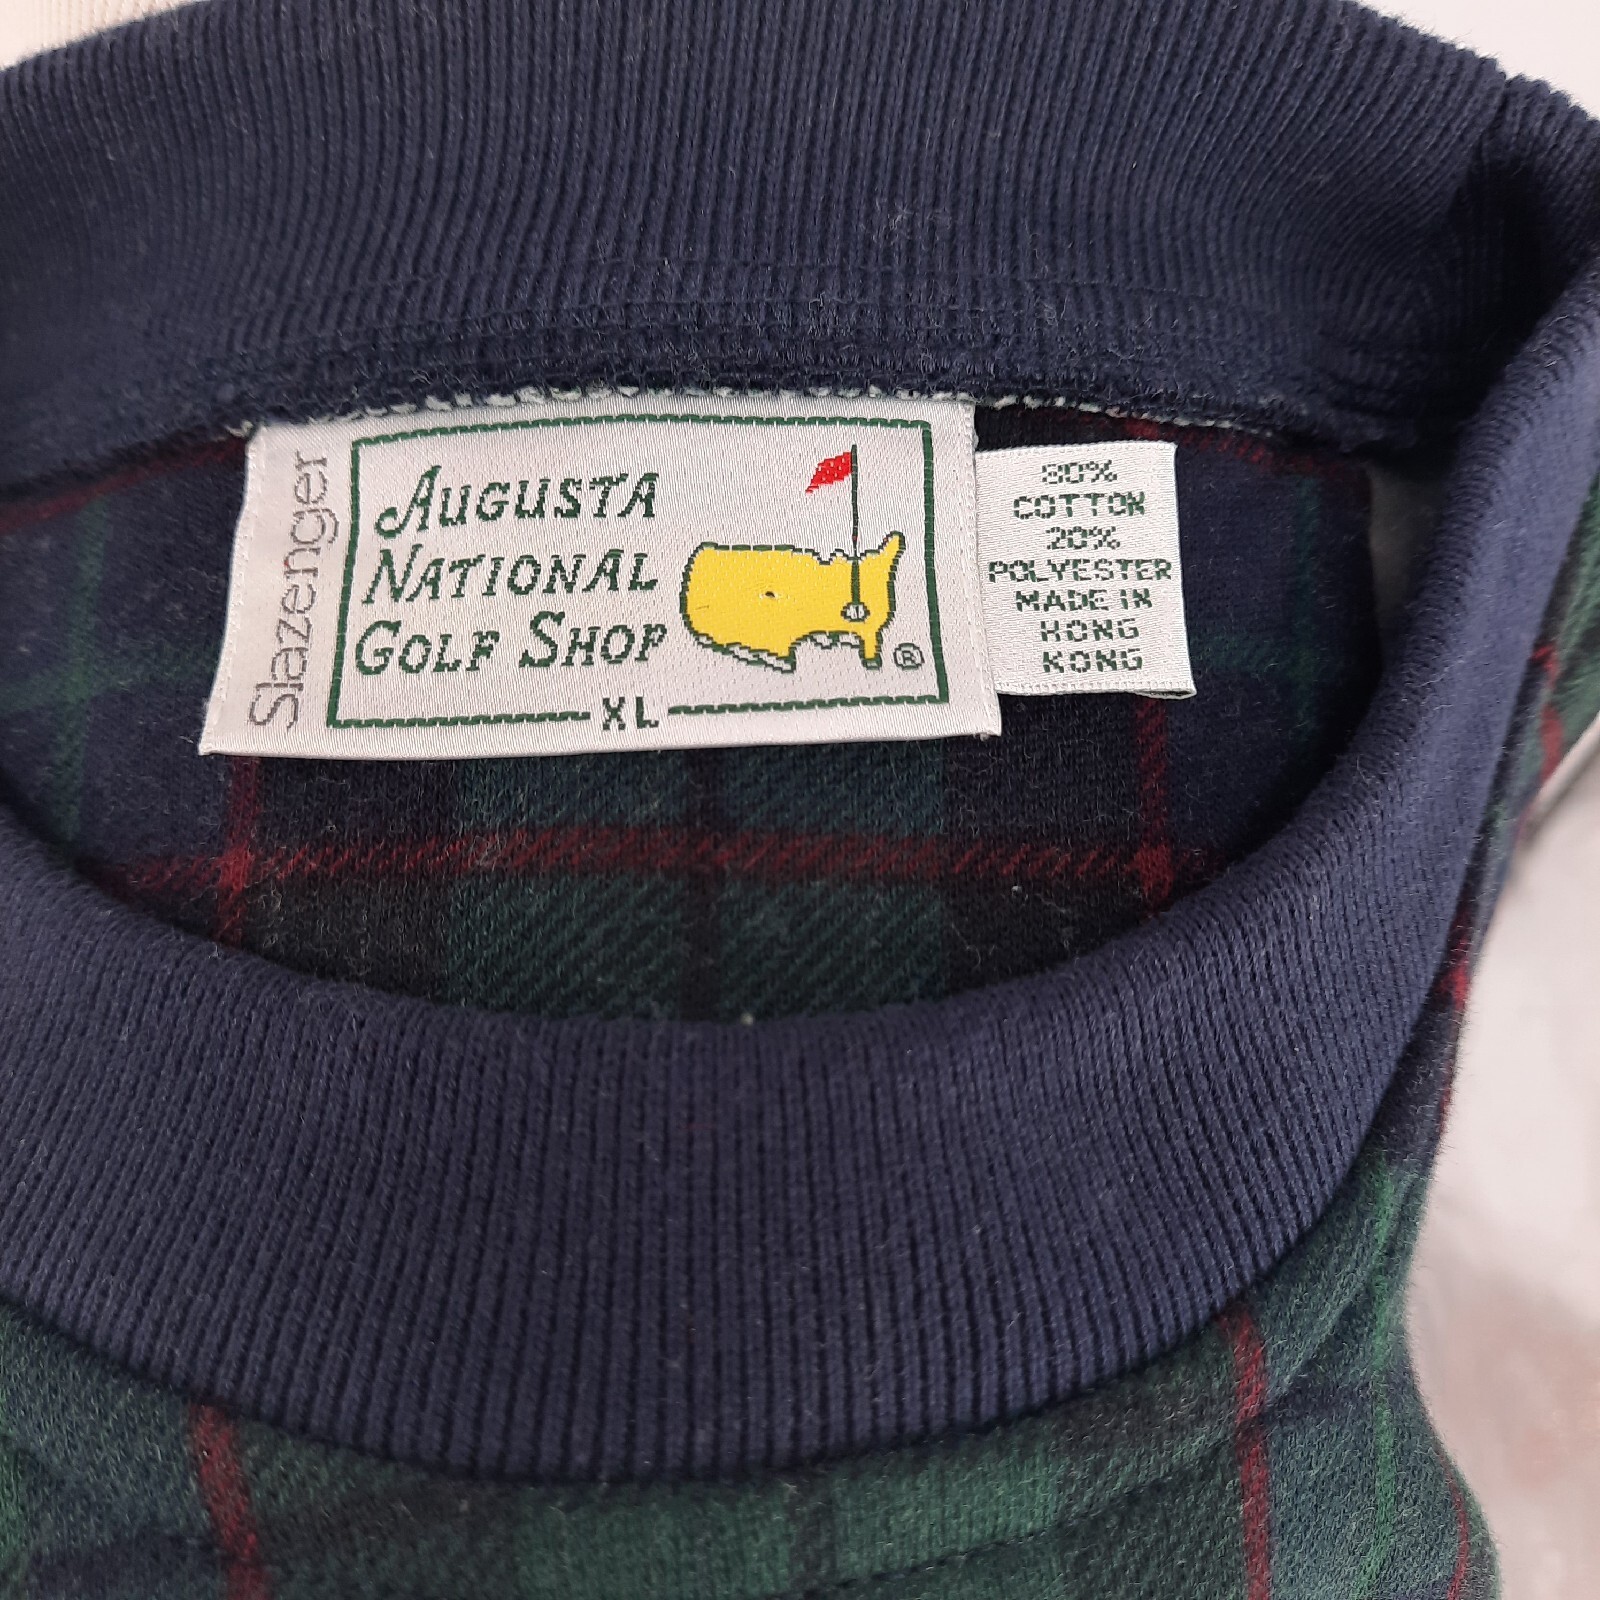 Slazenger
AUGUSTA
NATIONAL
GOLF SHOP
®
XL
80%
COTTON
20%
POLYESTER
MADE IN
HONG
KONG